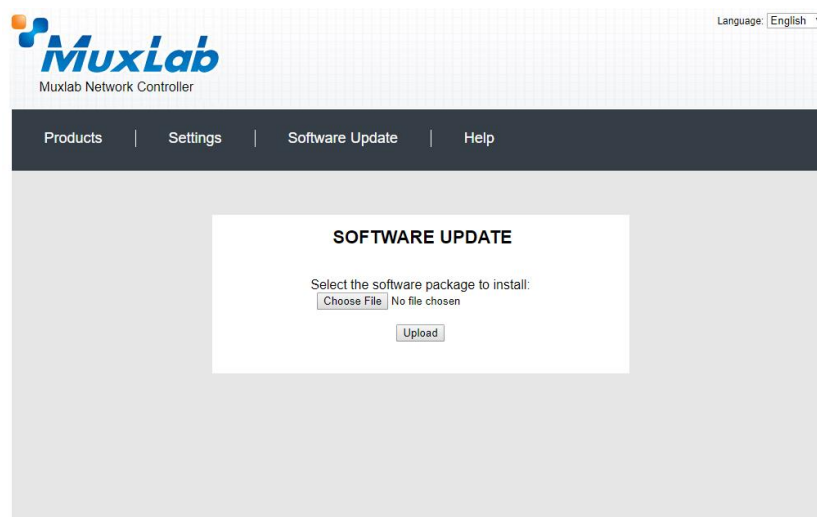 Language: English
MuxLab
Muxlab Network Controller
Products | Settings | Software Update | Help
SOFTWARE UPDATE
Select the software package to install:
Choose File No file chosen
Upload